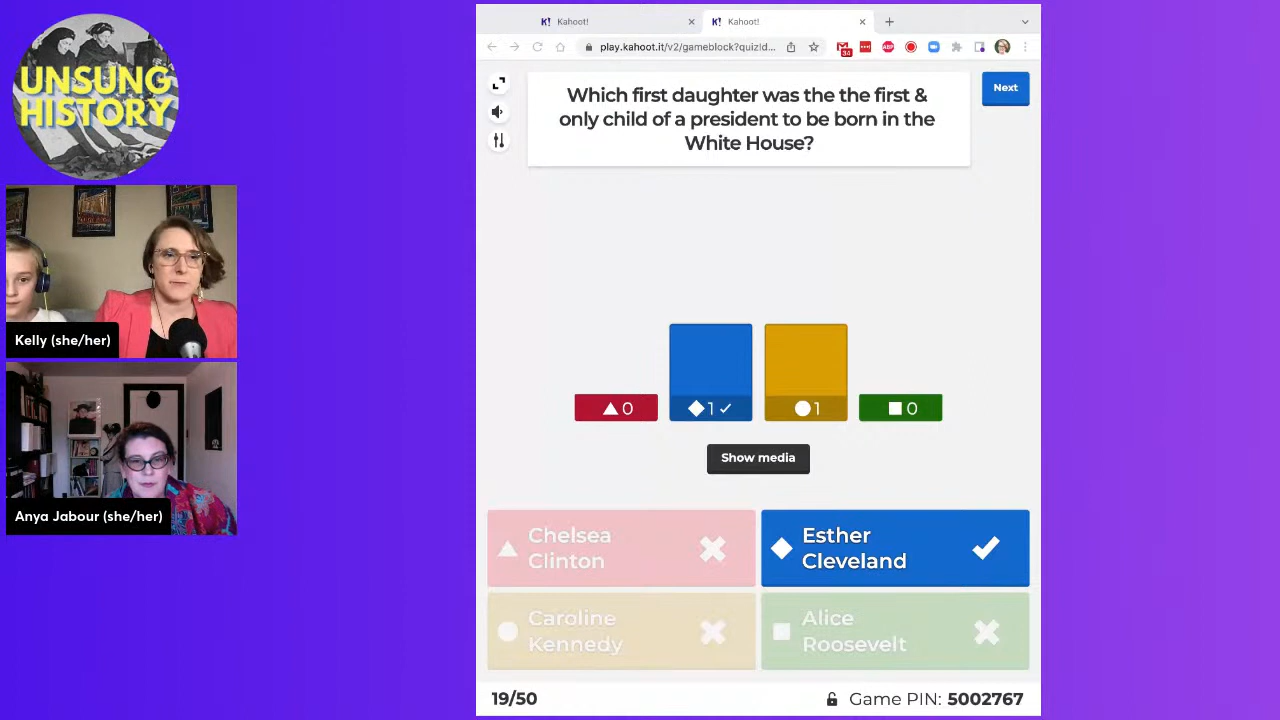 UNSUNG
HISTORY
Kelly (she/her)
Anya Jabour (she/her)
K! Kahoot!
K! Kahoot!
play.kahoot.it/v2/gameblock?quizId...
34
ABP
Which first daughter was the the first &
only child of a president to be born in the
White House?
Next
0
1
1
0
Show media
Chelsea
Clinton
Esther
Cleveland
Caroline
Kennedy
Alice
Roosevelt
19/50
Game PIN: 5002767